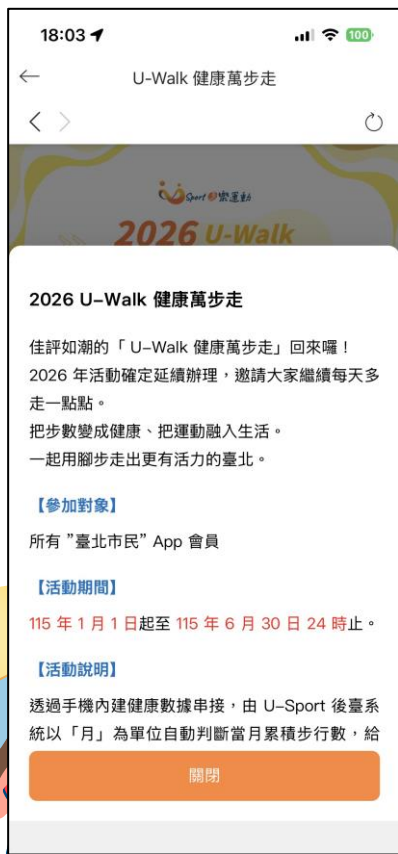 18:03
100
U-Walk 健康萬步走
Sport 樂運動
2026 U-Walk
2026 U-Walk 健康萬步走
佳評如潮的「 U-Walk 健康萬步走」回來囉！
2026 年活動確定延續辦理，邀請大家繼續每天多
走一點點。
把步數變成健康、把運動融入生活。
一起用腳步走出更有活力的臺北。
【參加對象】
所有 ”臺北市民” App 會員
【活動期間】
115 年 1 月 1 日起至 115 年 6 月 30 日 24 時止。
【活動說明】
透過手機內建健康數據串接，由 U-Sport 後臺系
統以「月」為單位自動判斷當月累積步行數，給
關閉